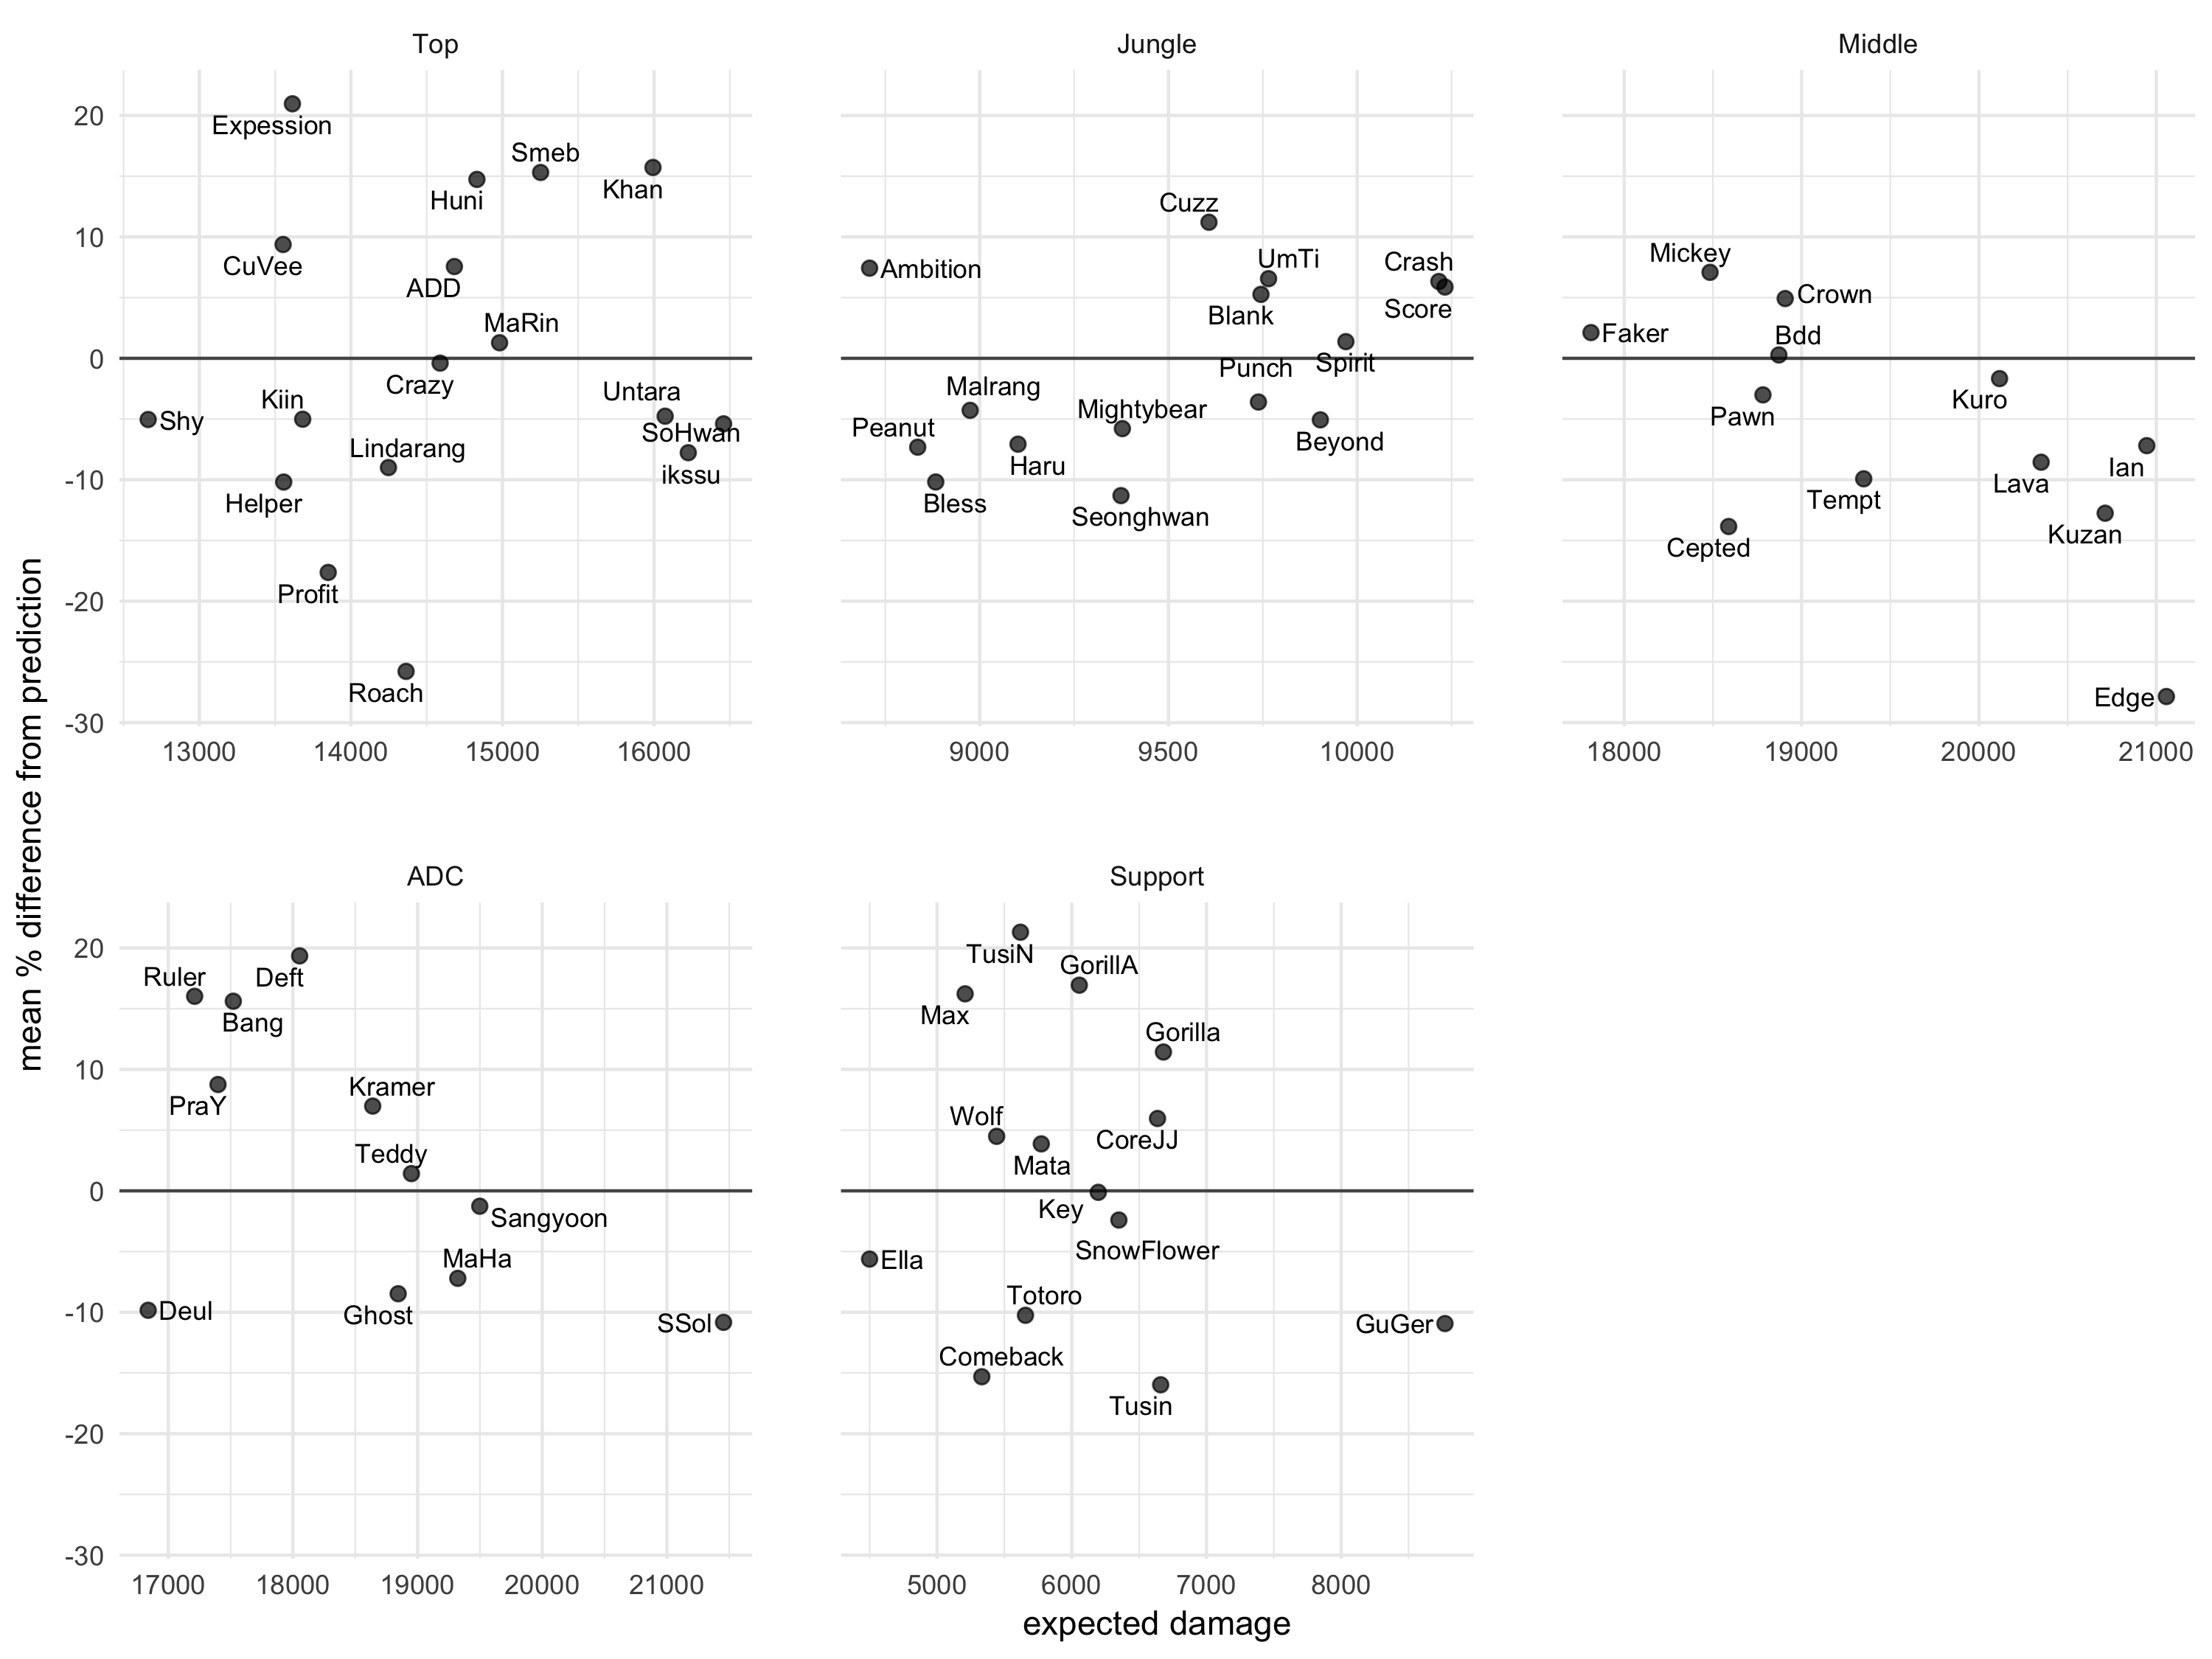 Top
Jungle
Middle
mean % difference from prediction
20
10
0
-10
-20
-30
Expession
Smeb
Huni
Khan
CuVee
ADD
MaRin
Crazy
Untara
Kiin
Shy
SoHwan
Lindarang
ikssu
Helper
Profit
Roach
13000
14000
15000
16000
Cuzz
UmTi
Crash
Ambition
Blank
Score
Punch
Spirit
Malrang
Mightybear
Peanut
Beyond
Haru
Bless
Seonghwan
9000
9500
10000
Mickey
Crown
Faker
Bdd
Kuro
Pawn
Ian
Lava
Tempt
Kuzan
Cepted
Edge
18000
19000
20000
21000
ADC
Support
20
10
0
-10
-20
-30
Ruler
Deft
Bang
PraY
Kramer
Teddy
Sangyoon
MaHa
Deul
Ghost
SSol
17000
18000
19000
20000
21000
TusiN
GorillA
Max
Gorilla
Wolf
CoreJJ
Mata
Key
SnowFlower
Ella
Totoro
GuGer
Comeback
Tusin
5000
6000
7000
8000
expected damage